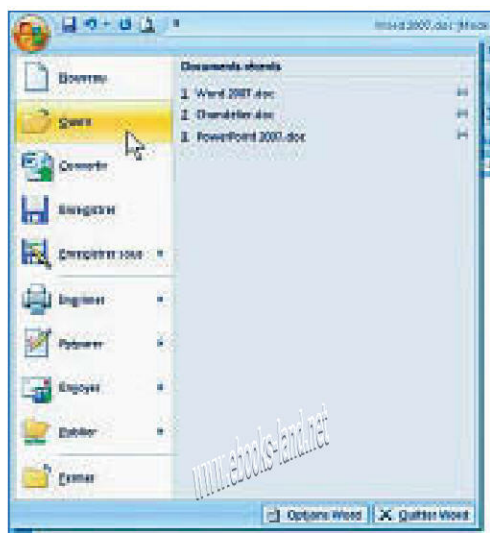 Word 2007.doc [Mode
Nouveau
Ouvrir
Convertir
Enregistrer
Enregistrer sous
Imprimer
Préparer
Envoyer
Publier
Fermer
Documents récents
1 Word 2007.doc
2 Chandelier.doc
3 PowerPoint 2007.doc
www.ebooks-land.net
Options Word
Quitter Word